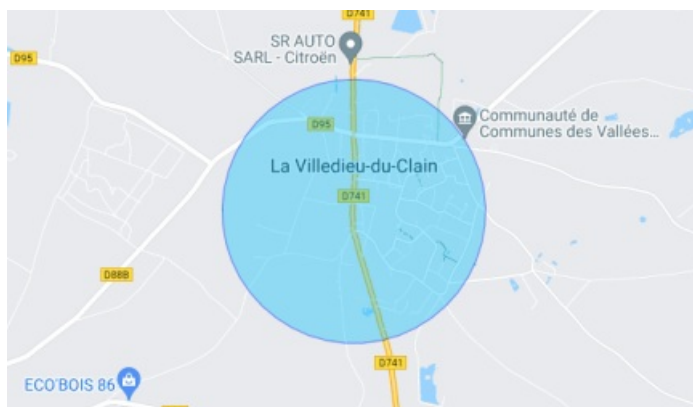 D741
SR AUTO
SARL - Citroën
D95
D95
Communauté de
Communes des Vallées...
La Villedieu-du-Clain
D741
D88B
D741
ECO'BOIS 86